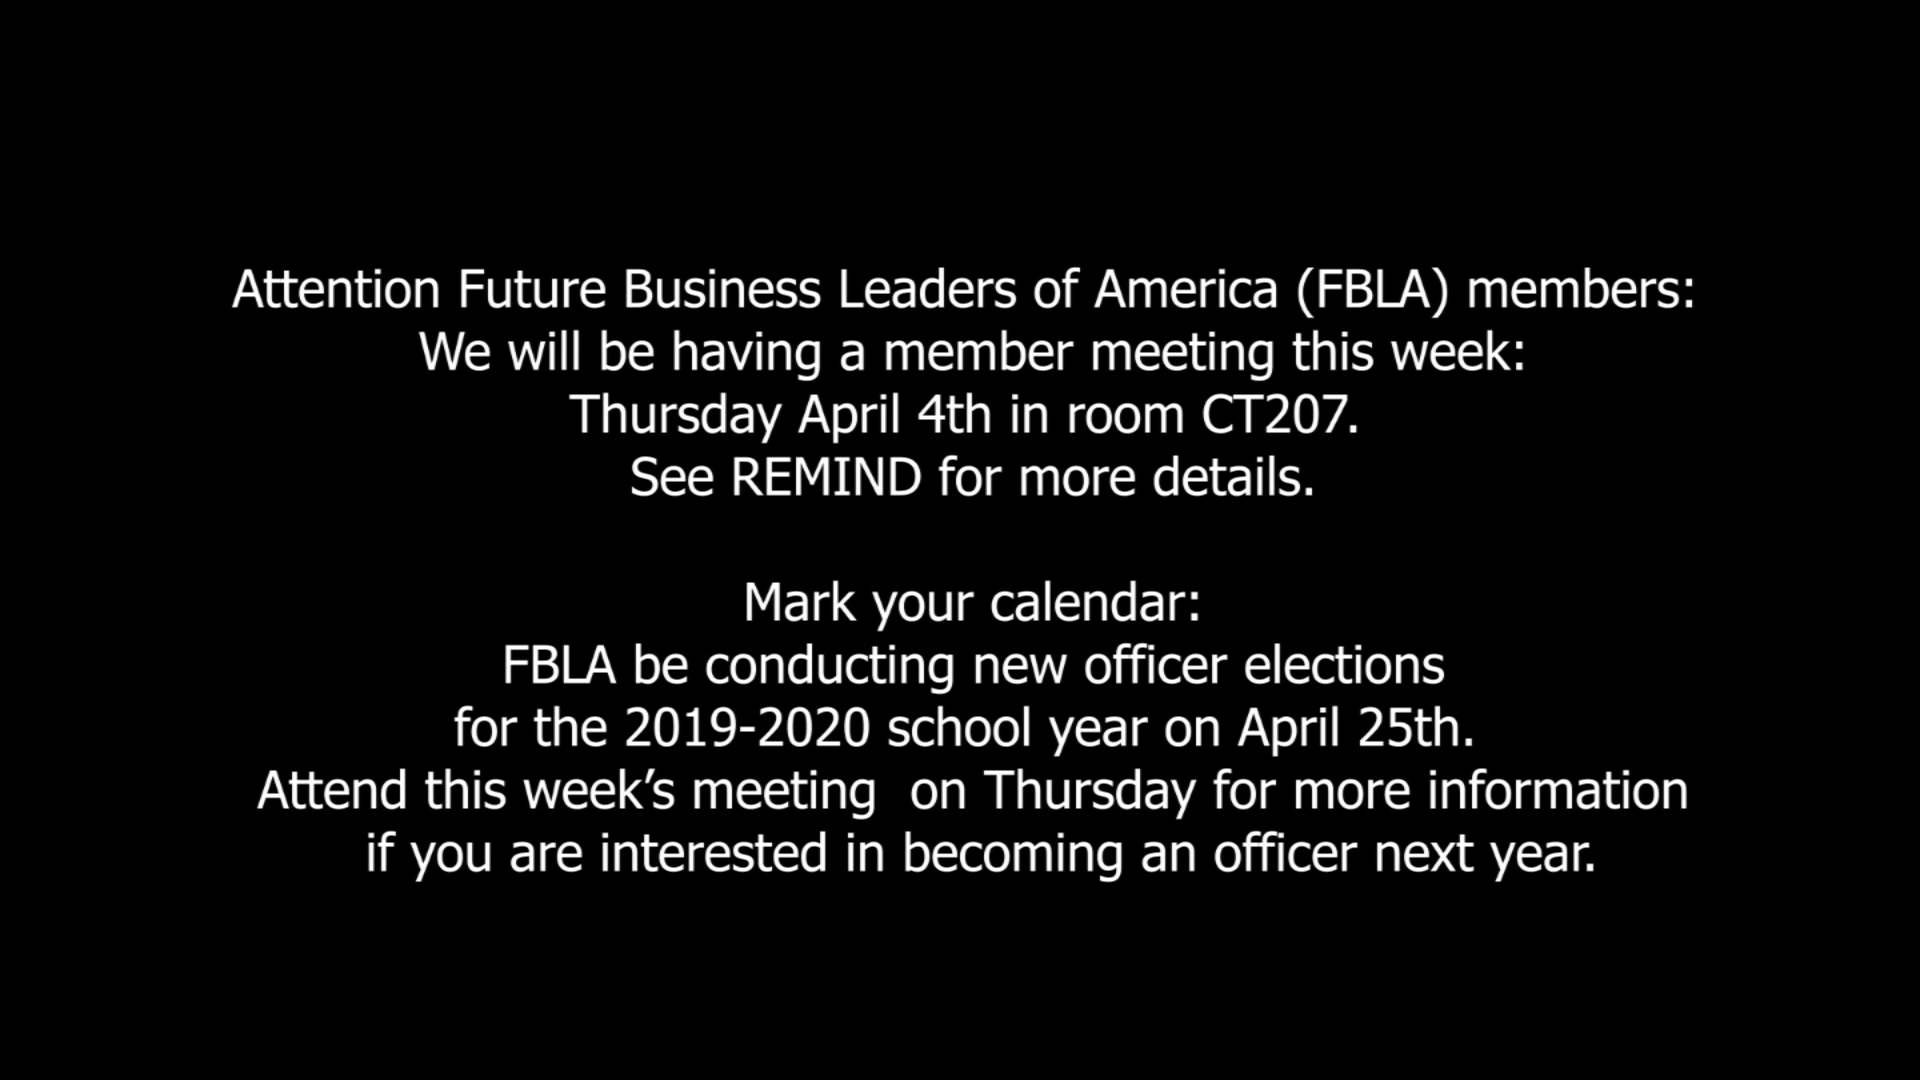 Attention Future Business Leaders of America (FBLA) members:
We will be having a member meeting this week:
Thursday April 4th in room CT207.
See REMIND for more details.
Mark your calendar:
FBLA be conducting new officer elections
for the 2019-2020 school year on April 25th.
Attend this week’s meeting  on Thursday for more information
if you are interested in becoming an officer next year.